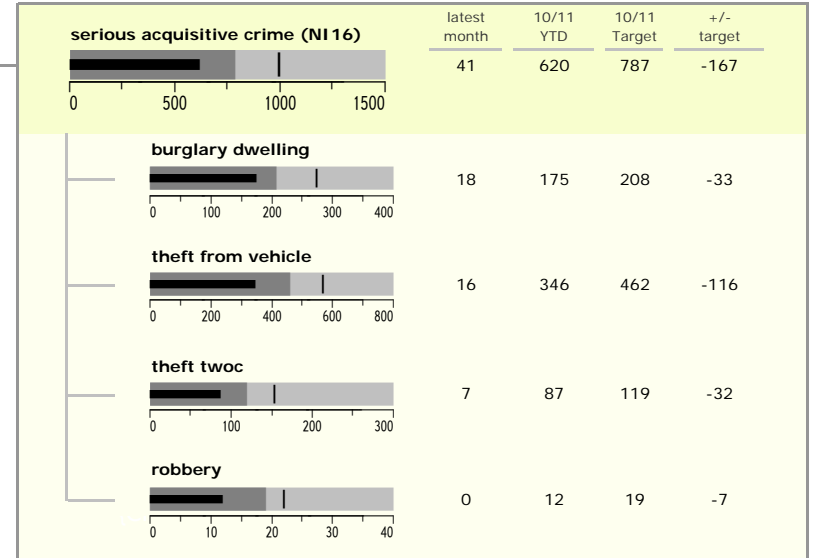 latest month
10/11 YTD
10/11 Target
+/- target
serious acquisitive crime (NI16)
41 620 787 -167
0 500 1000 1500
burglary dwelling
18 175 208 -33
0 100 200 300 400
theft from vehicle
16 346 462 -116
0 200 400 600 800
theft twoc
7 87 119 -32
0 100 200 300
robbery
0 12 19 -7
0 10 20 30 40